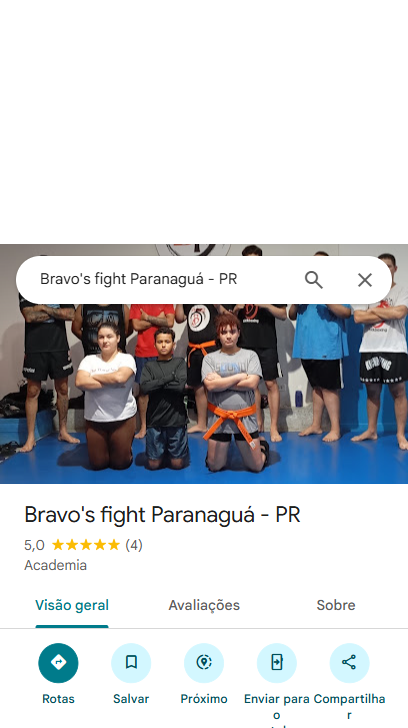 Bravo's fight Paranaguá - PR
Bravo's fight Paranaguá - PR
5,0 (4)
Academia
Visão geral Avaliações Sobre
Rotas Salvar Próximo Enviar para o Compartilhar